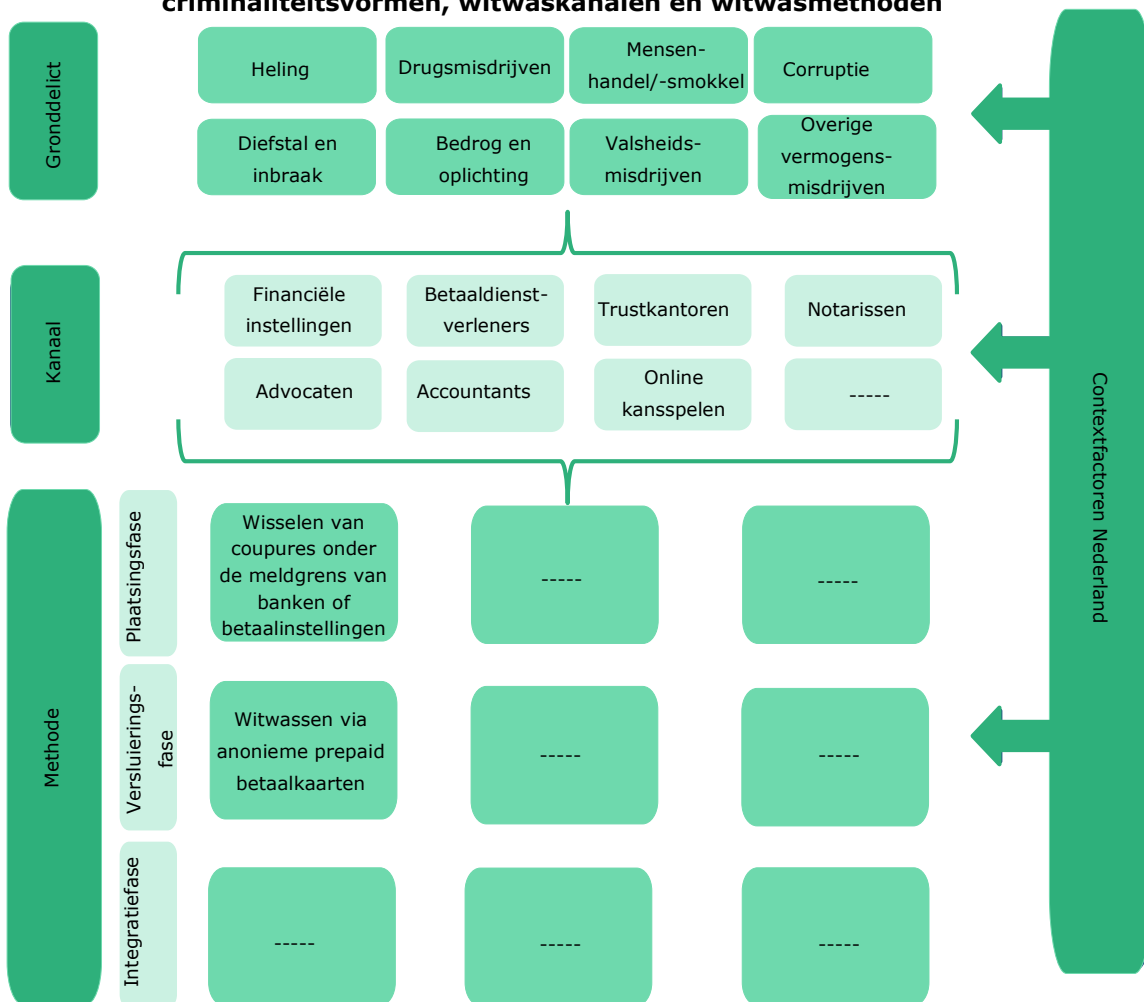 criminaliteitsvormen, witwaskanalen en witwasmethoden
Gronddelict
Heling
Drugsmisdrijven
Mensen-
handel/-smokkel
Corruptie
Diefstal en
inbraak
Bedrog en
oplichting
Valsheids-
misdrijven
Overige
vermogens-
misdrijven
Kanaal
Financiële
instellingen
Betaaldienst-
verleners
Trustkantoren
Notarissen
Advocaten
Accountants
Online
kansspelen
-----
Methode
Plaatsingsfase
Wisselen van
coupures onder
de meldgrens van
banken of
betaalinstellingen
-----
-----
Versluierings-
fase
Witwassen via
anonieme prepaid
betaalkaarten
-----
-----
Integratiefase
-----
-----
-----
Contextfactoren Nederland